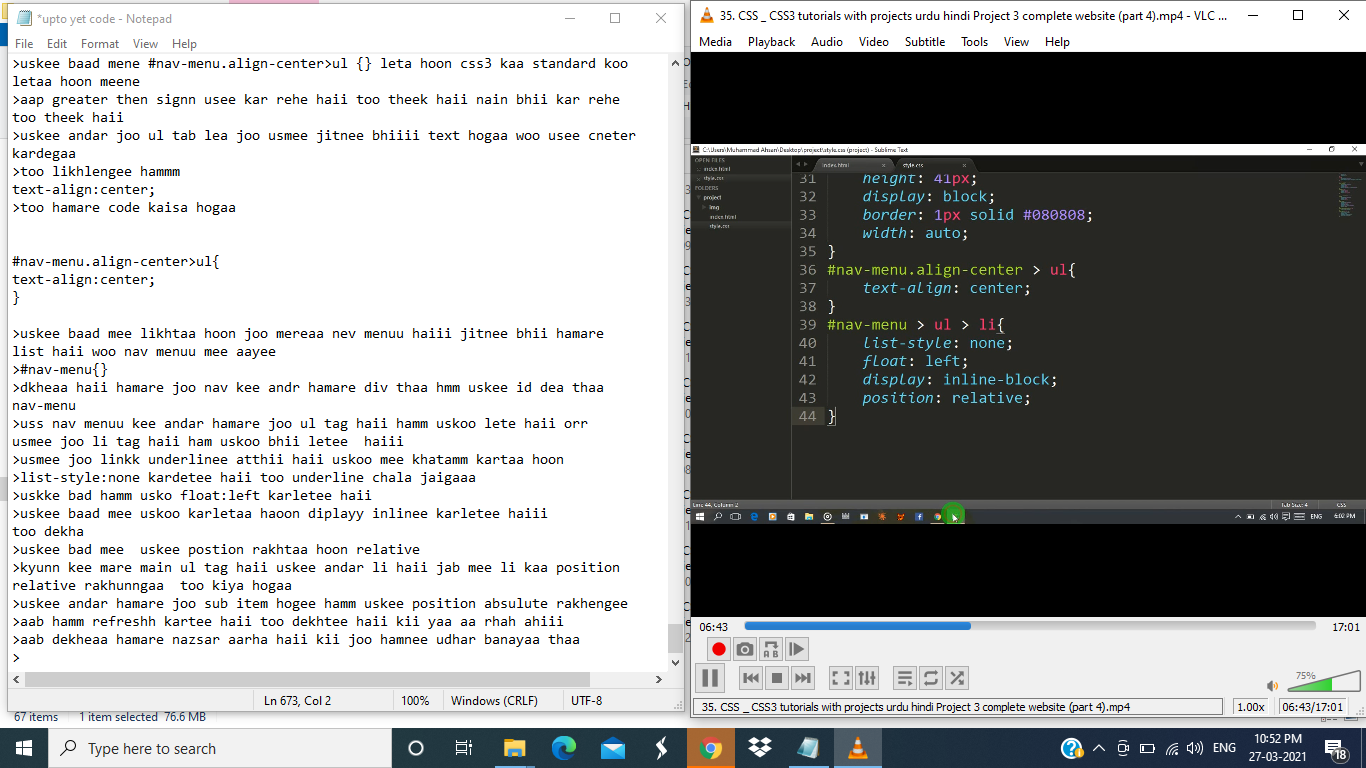 *upto yet code - Notepad
File Edit Format View Help
>uskee baad mene #nav-menu.align-center>ul {} leta hoon css3 kaa standard koo
letaa hoon meene
>aap greater then signn usee kar rehe haii too theek haii nain bhii kar rehe
too theek haii
>uskee andar joo ul tab lea joo usmee jitnee bhiiii text hogaa woo usee cneter
kardegaa
>too likhlengee hammm
text-align:center;
>too hamare code kaisa hogaa
#nav-menu.align-center>ul{
text-align:center;
}
>uskee baad mee likhtaa hoon joo mereaa nev menuu haiii jitnee bhii hamare
list haii woo nav menuu mee aayee
>#nav-menu{}
>dkheaa haii hamare joo nav kee andr hamare div thaa hmm uskee id dea thaa
nav-menu
>uss nav menuu kee andar hamare joo ul tag haii hamm uskoo lete haii orr
usmee joo li tag haii ham uskoo bhii letee  haiii
>usmee joo linkk underlinee atthii haii uskoo mee khatamm kartaa hoon
>list-style:none kardetee haii too underline chala jaigaaa
>uskke bad hamm usko float:left karletee haii
>uskee baad mee uskoo karletaa haoon diplayy inlinee karletee haiii
too dekha
>uskee bad mee  uskee postion rakhtaa hoon relative
>kyunn kee mare main ul tag haii uskee andar li haii jab mee li kaa position
relative rakhunngaa  too kiya hogaa
>uskee andar hamare joo sub item hogee hamm uskee position absulute rakhengee
>aab hamm refreshh kartee haii too dekhtee haii kii yaa aa rhah ahiii
>aab dekheaa hamare nazsar aarha haii kii joo hamnee udhar banayaa thaa
>
Ln 673, Col 2 100% Windows (CRLF) UTF-8
67 items 1 item selected 76.6 MB
35. CSS _ CSS3 tutorials with projects urdu hindi Project 3 complete website (part 4).mp4 - VLC ...
Media Playback Audio Video Subtitle Tools View Help
C:\Users\Muhammad Ahsan\Desktop\project\style.css (project) - Sublime Text
OPEN FILES
index.html
style.css
FOLDERS
project
img
index.html
style.css
index.html style.css
31 height: 41px;
32 display: block;
33 border: 1px solid #080808;
34 width: auto;
35 }
36 #nav-menu.align-center > ul{
37 text-align: center;
38 }
39 #nav-menu > ul > li{
40 list-style: none;
41 float: left;
42 display: inline-block;
43 position: relative;
44 }
Line 44, Column 2 Tab Size: 4 CSS
ENG 6:02 PM
06:43 17:01
75%
35. CSS _ CSS3 tutorials with projects urdu hindi Project 3 complete website (part 4).mp4 1.00x 06:43/17:01
Type here to search
ENG 10:52 PM
27-03-2021
18